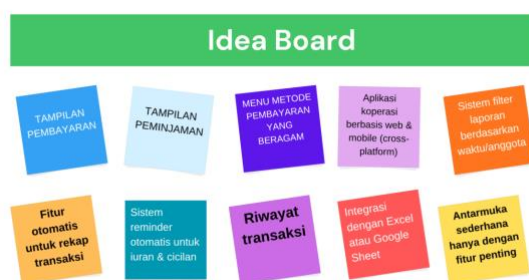 Idea Board
TAMPILAN
PEMBAYARAN
TAMPILAN
PEMINJAMAN
MENU METODE
PEMBAYARAN
YANG
BERAGAM
Aplikasi
koperasi
berbasis web &
mobile (cross-
platform)
Sistem filter
laporan
berdasarkan
waktu/anggota
Fitur
otomatis
untuk rekap
transaksi
Sistem
reminder
otomatis untuk
iuran & cicilan
Riwayat
transaksi
Integrasi
dengan Excel
atau Google
Sheet
Antarmuka
sederhana
hanya dengan
fitur penting